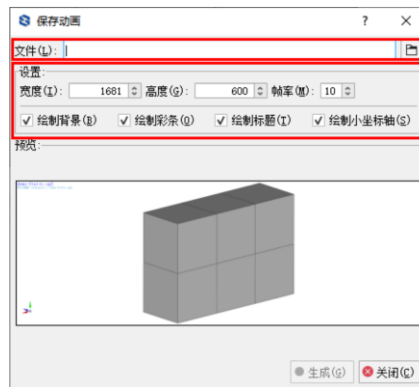 保存动画 ?
文件(L):
设置:
宽度(I): 1681 高度(G): 600 帧率(M): 10
绘制背景(B) 绘制彩条(O) 绘制标题(T) 绘制小坐标轴(S)
预览:
生成(G) 关闭(C)